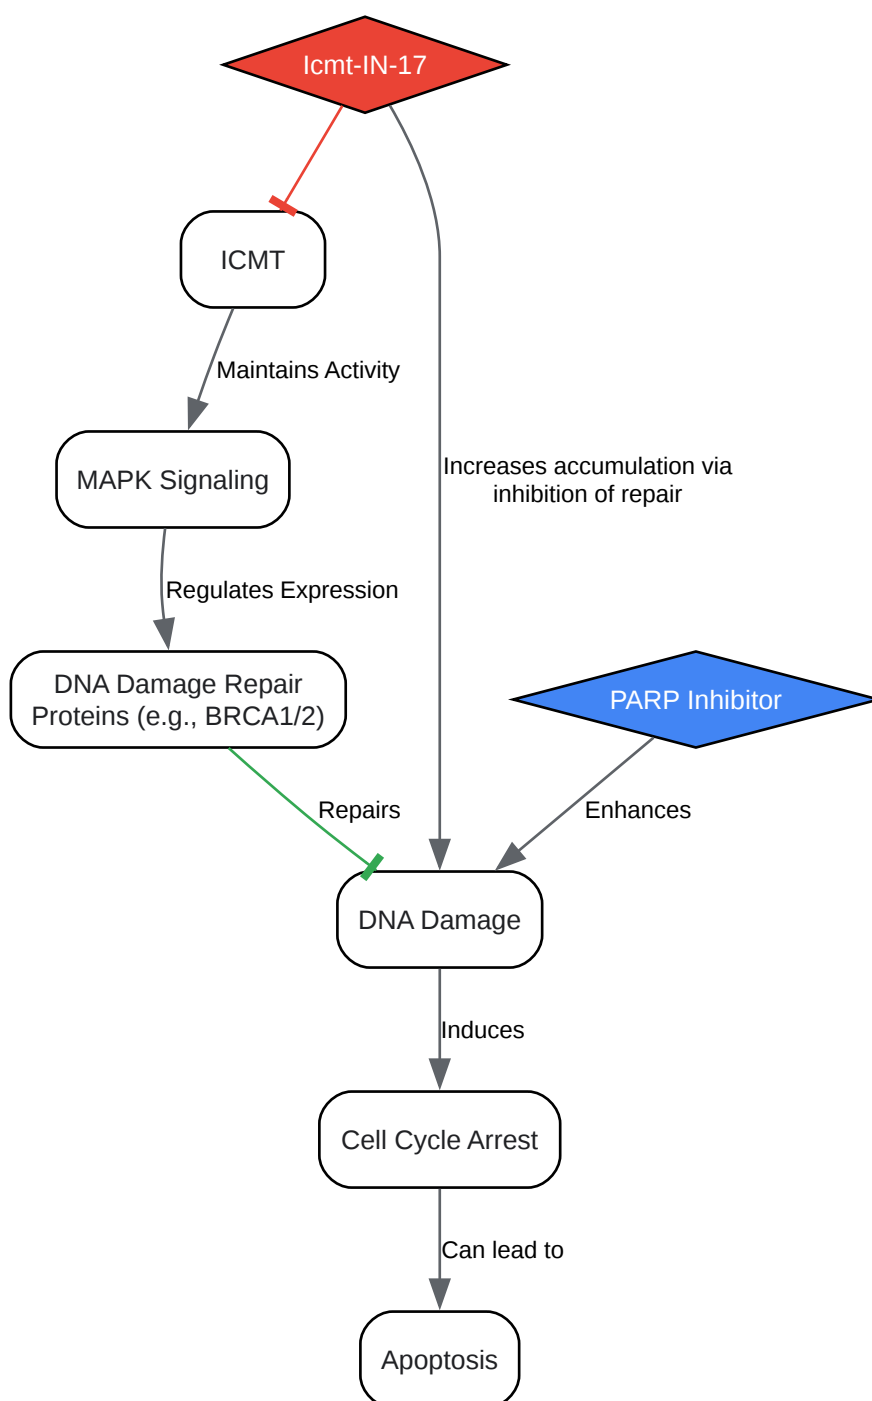 Icmt-IN-17
ICMT
Maintains Activity
MAPK Signaling
Increases accumulation via
inhibition of repair
Regulates Expression
DNA Damage Repair
Proteins (e.g., BRCA1/2)
PARP Inhibitor
Repairs
Enhances
DNA Damage
Induces
Cell Cycle Arrest
Can lead to
Apoptosis